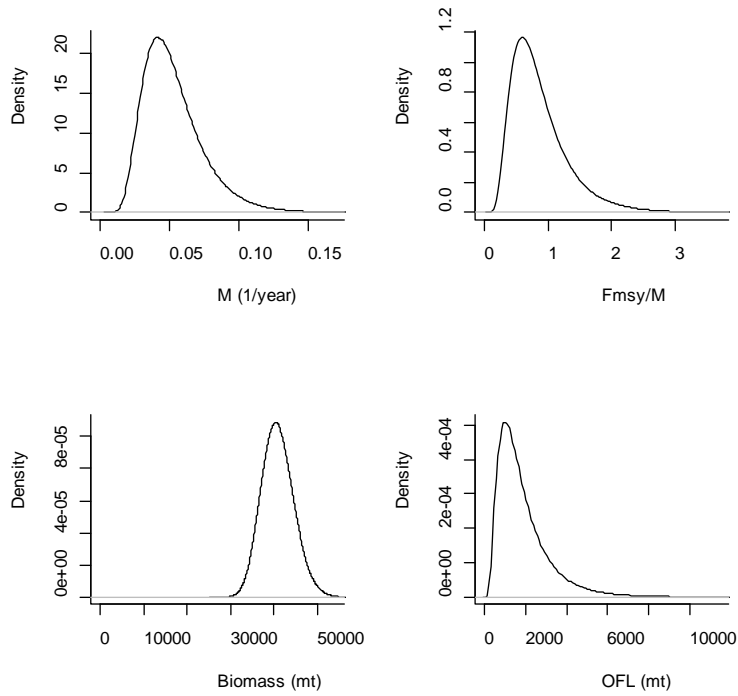 Density
0 5 10 15 20
0.00 0.05 0.10 0.15
M (1/year)
Density
0.0 0.4 0.8 1.2
0 1 2 3
Fmsy/M
Density
0e+00 4e-05 8e-05
0 10000 30000 50000
Biomass (mt)
Density
0e+00 2e-04 4e-04
0 2000 6000 10000
OFL (mt)